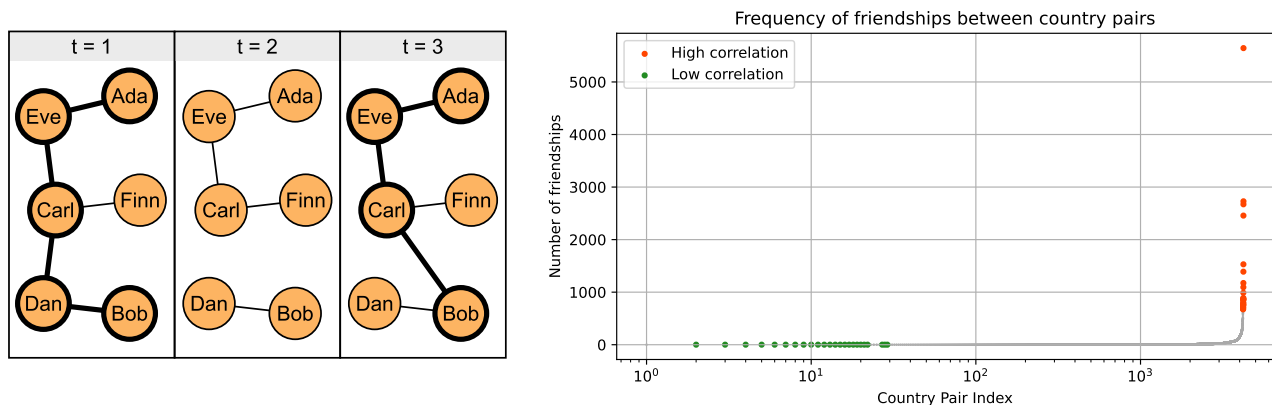 t = 1
t = 2
t = 3
Ada
Eve
Carl
Finn
Dan
Bob
Ada
Eve
Carl
Finn
Dan
Bob
Ada
Eve
Carl
Finn
Dan
Bob
Frequency of friendships between country pairs
High correlation
Low correlation
Number of friendships
5000
4000
3000
2000
1000
0
10⁰
10¹
10²
10³
Country Pair Index